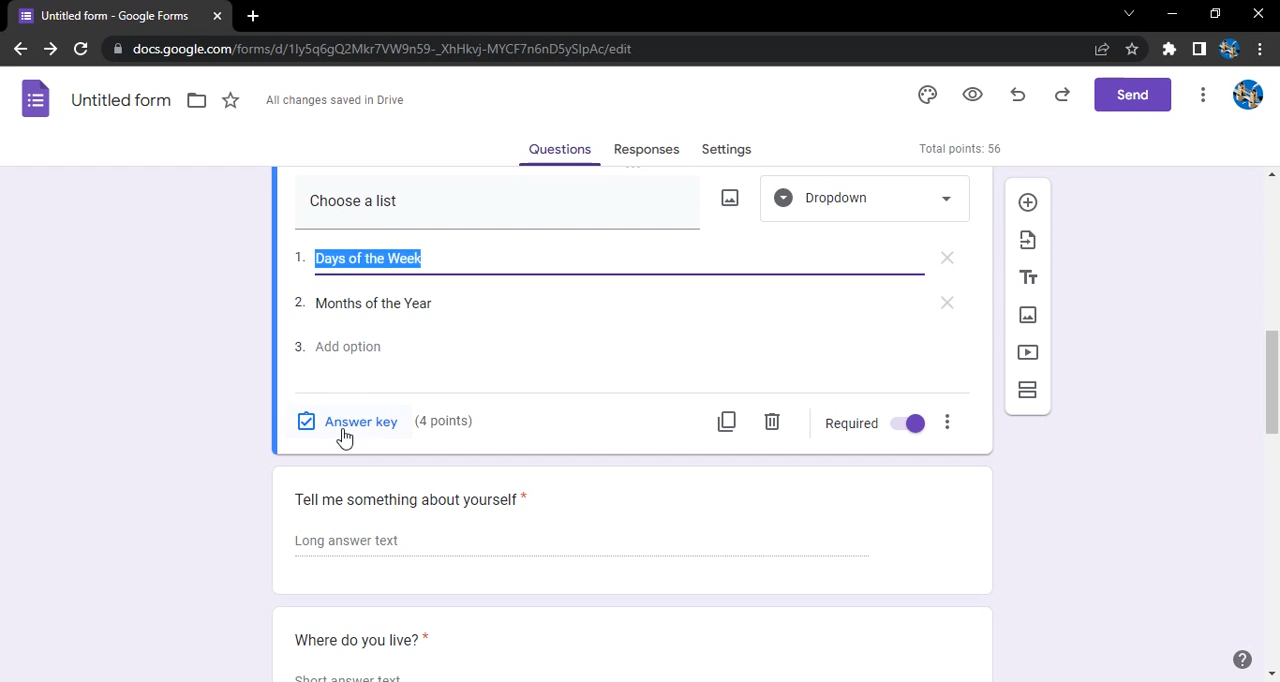 Untitled form - Google Forms
docs.google.com/forms/d/1ly5q6gQ2Mkr7VW9n59-_XhHkvj-MYCF7n6nD5ySlpAc/edit
Untitled form
All changes saved in Drive
Send
Questions Responses Settings
Total points: 56
Choose a list
Dropdown
1. Days of the Week
2. Months of the Year
3. Add option
Answer key (4 points)
Required
Tell me something about yourself *
Long answer text
Where do you live? *
Short answer text